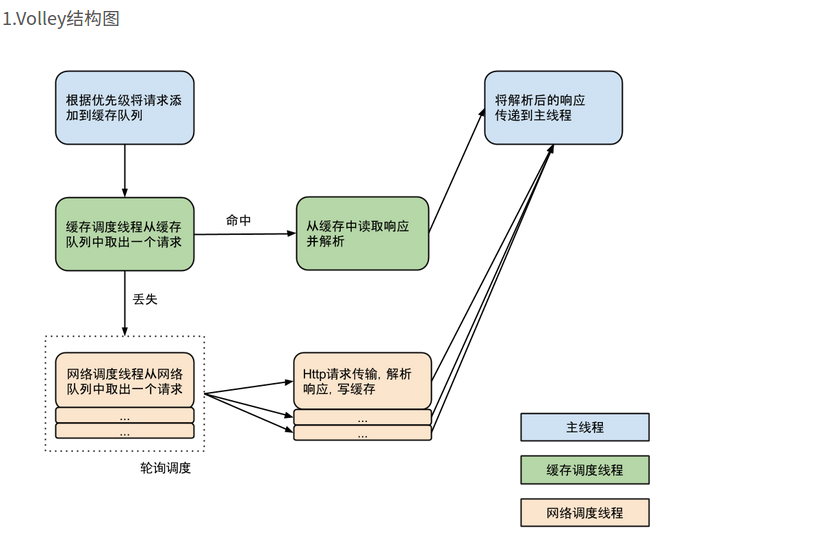 1.Volley结构图
根据优先级将请求添
加到缓存队列
将解析后的响应
传递到主线程
缓存调度线程从缓存
队列中取出一个请求
命中
从缓存中读取响应
并解析
丢失
网络调度线程从网络
队列中取出一个请求
...
...
Http请求传输，解析
响应，写缓存
...
...
轮询调度
主线程
缓存调度线程
网络调度线程